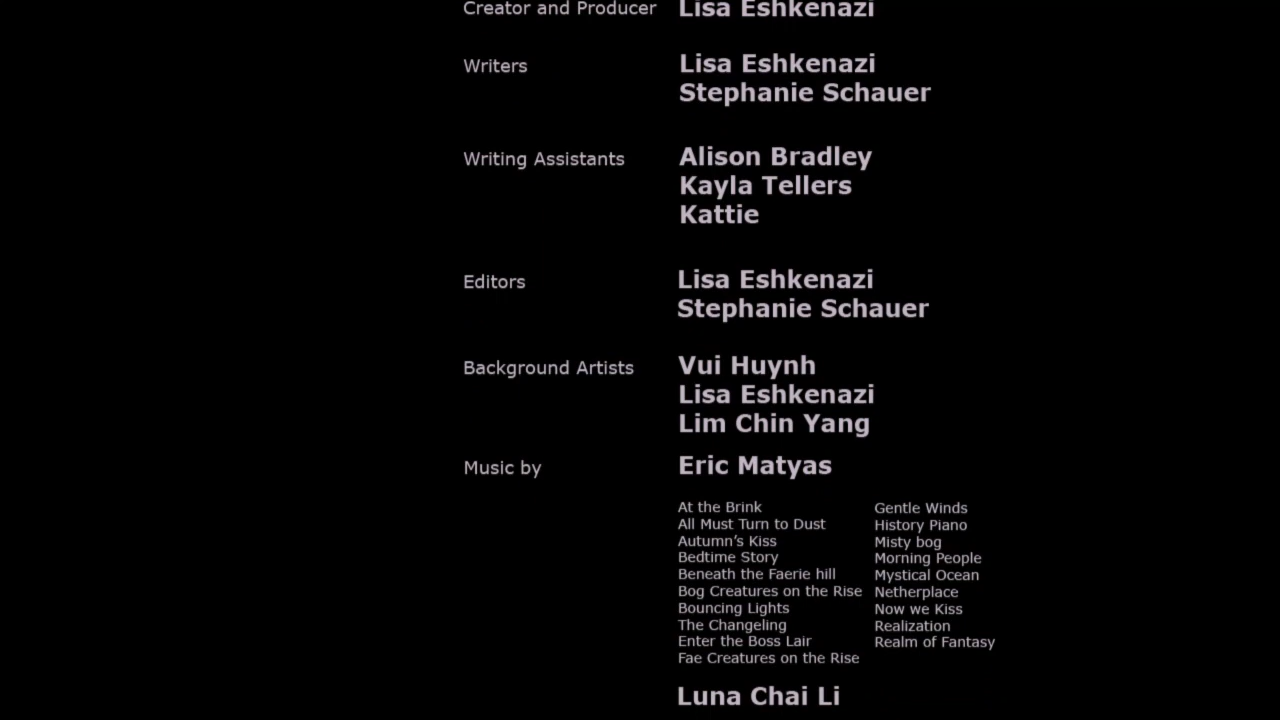 Creator and Producer Lisa Eshkenazi
Writers Lisa Eshkenazi
Stephanie Schauer
Writing Assistants Alison Bradley
Kayla Tellers
Kattie
Editors Lisa Eshkenazi
Stephanie Schauer
Background Artists Vui Huynh
Lisa Eshkenazi
Lim Chin Yang
Music by Eric Matyas
At the Brink Gentle Winds
All Must Turn to Dust History Piano
Autumn’s Kiss Misty bog
Bedtime Story Morning People
Beneath the Faerie hill Mystical Ocean
Bog Creatures on the Rise Netherplace
Bouncing Lights Now we Kiss
The Changeling Realization
Enter the Boss Lair Realm of Fantasy
Fae Creatures on the Rise
Luna Chai Li